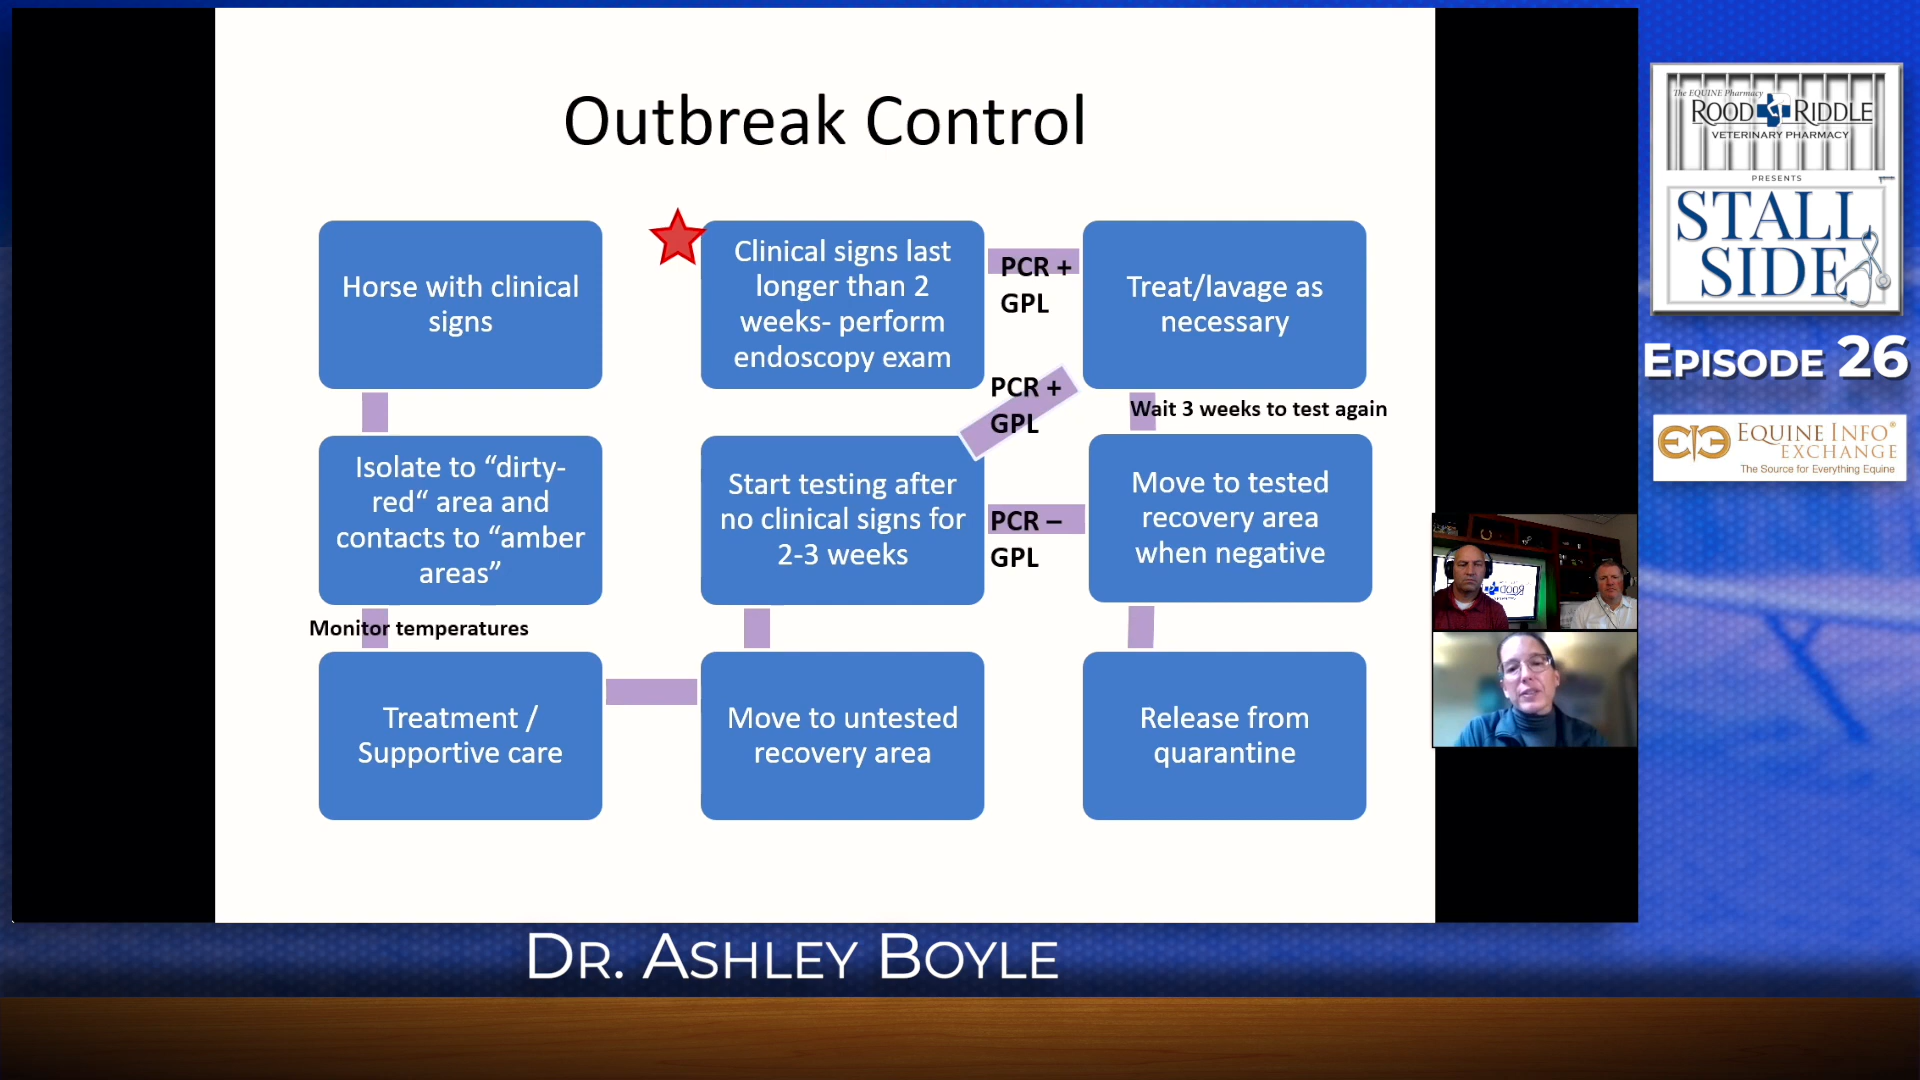 Outbreak Control
Horse with clinical
signs
Isolate to “dirty-
red“ area and
contacts to “amber
areas”
Monitor temperatures
Treatment /
Supportive care
Clinical signs last
longer than 2
weeks- perform
endoscopy exam
PCR +
GPL
Start testing after
no clinical signs for
2-3 weeks
PCR +
GPL
PCR –
GPL
Move to untested
recovery area
Treat/lavage as
necessary
Wait 3 weeks to test again
Move to tested
recovery area
when negative
Release from
quarantine
The EQUINE Pharmacy
ROOD RIDDLE
VETERINARY PHARMACY
PRESENTS
STALL
SIDE
EPISODE 26
EQUINE INFO®
EXCHANGE
The Source for Everything Equine
DR. ASHLEY BOYLE